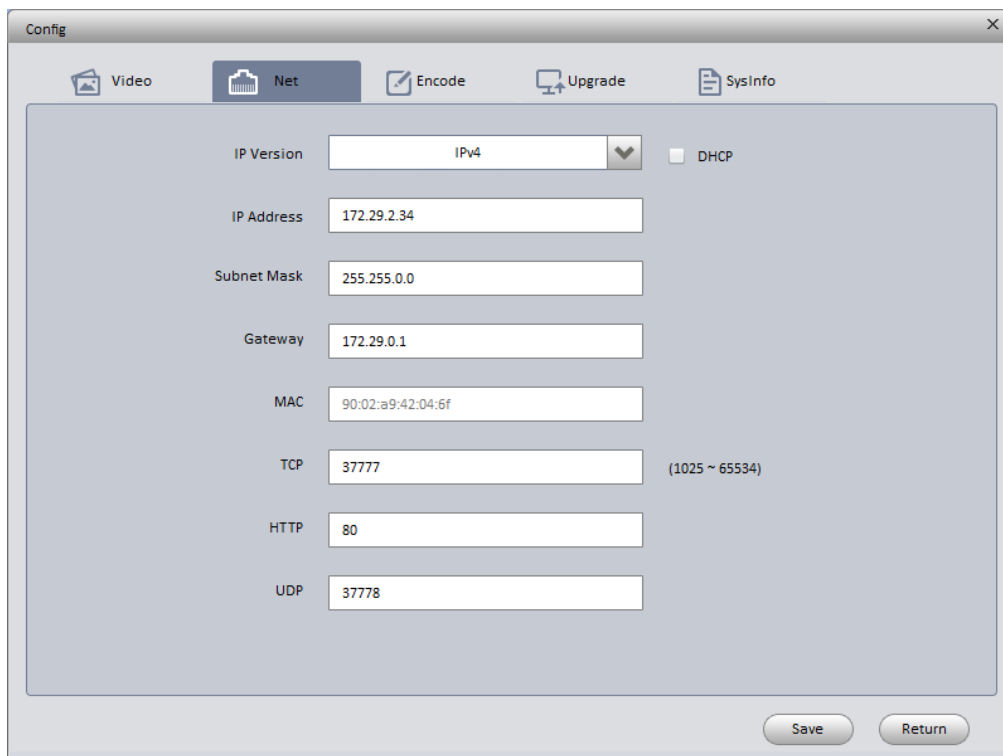 Config
Video Net Encode Upgrade SysInfo
IP Version IPv4 DHCP
IP Address 172.29.2.34
Subnet Mask 255.255.0.0
Gateway 172.29.0.1
MAC 90:02:a9:42:04:6f
TCP 37777 (1025 ~ 65534)
HTTP 80
UDP 37778
Save Return